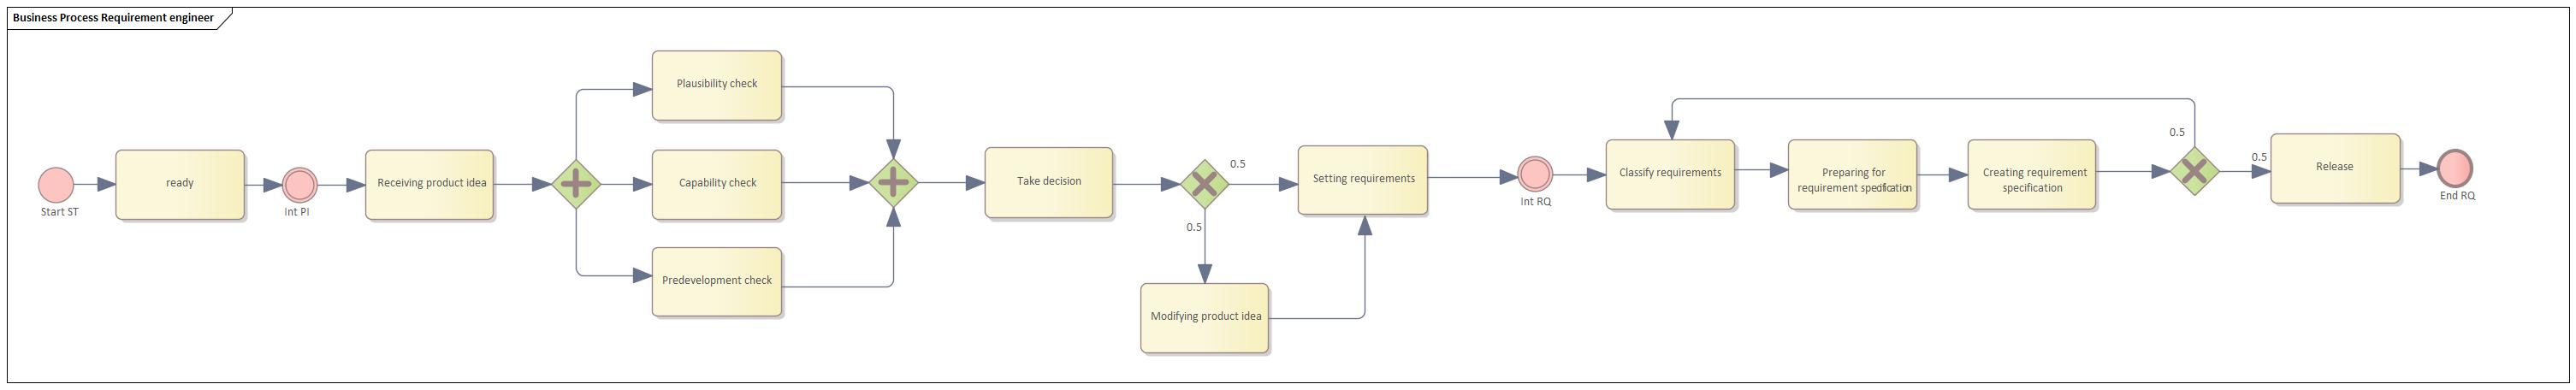 Business Process Requirement engineer
Start ST
ready
Int PI
Receiving product idea
Plausibility check
Capability check
Predevelopment check
Take decision
0.5
0.5
Modifying product idea
Setting requirements
Int RQ
Classify requirements
Preparing for
requirement specification
Creating requirement
specification
0.5
0.5
Release
End RQ